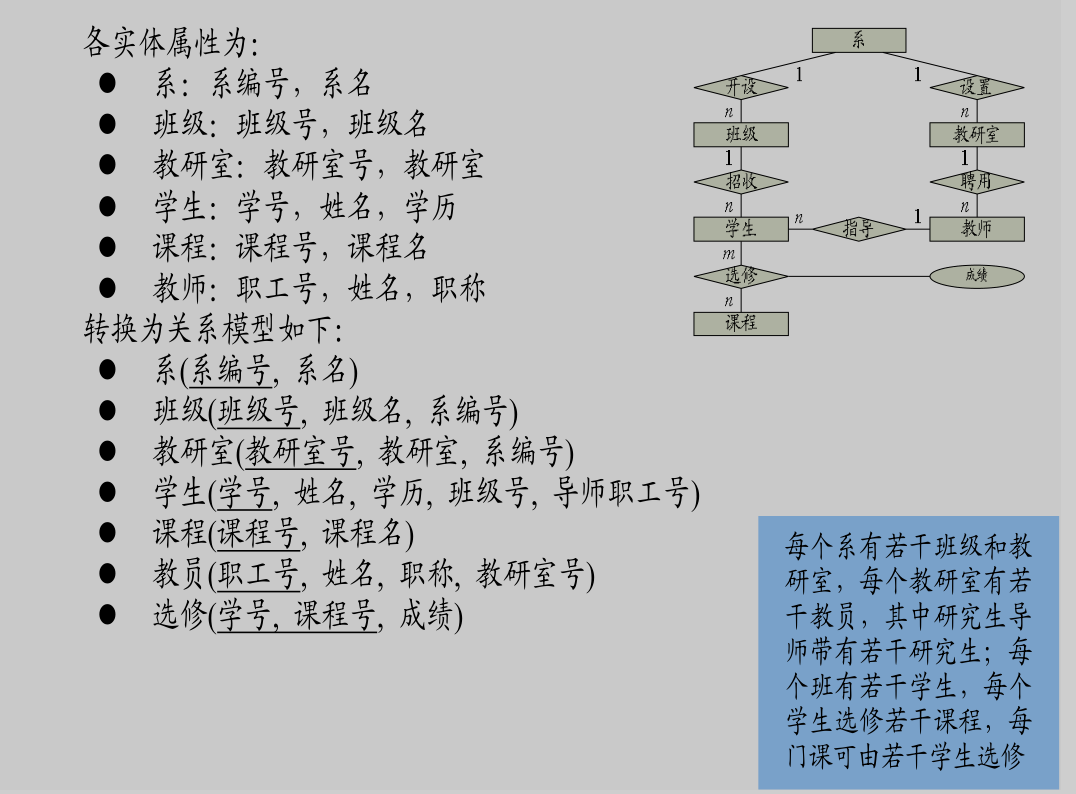 各实体属性为:
● 系: 系编号, 系名
● 班级: 班级号, 班级名
● 教研室: 教研室号, 教研室
● 学生: 学号, 姓名, 学历
● 课程: 课程号, 课程名
● 教师: 职工号, 姓名, 职称
转换为关系模型如下:
● 系(系编号, 系名)
● 班级(班级号, 班级名, 系编号)
● 教研室(教研室号, 教研室, 系编号)
● 学生(学号, 姓名, 学历, 班级号, 导师职工号)
● 课程(课程号, 课程名)
● 教员(职工号, 姓名, 职称, 教研室号)
● 选修(学号, 课程号, 成绩)
系
1 1
开设 设置
n n
班级 教研室
1 1
招收 聘用
n n
学生 n 指导 1 教师
m
选修 成绩
n
课程
每个系有若干班级和教
研室, 每个教研室有若
干教员, 其中研究生导
师带有若干研究生; 每
个班有若干学生, 每个
学生选修若干课程, 每
门课可由若干学生选修